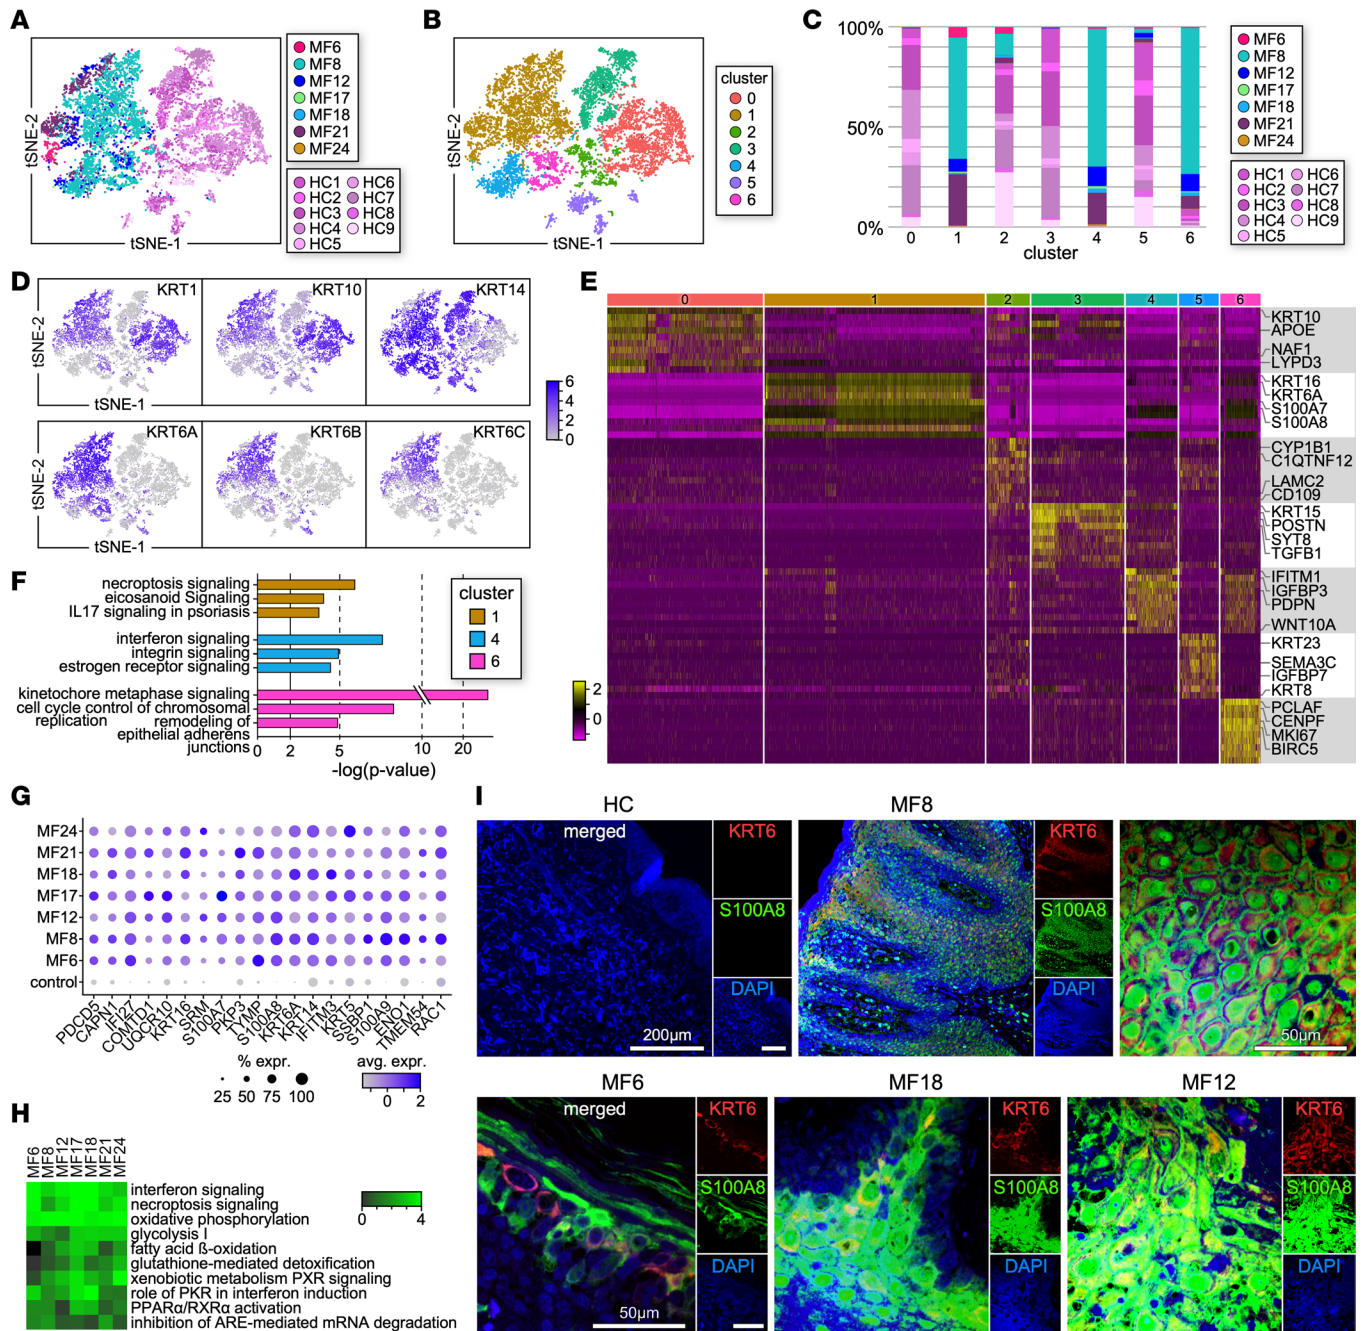 A
tSNE-2
tSNE-1
MF6
MF8
MF12
MF17
MF18
MF21
MF24
HC1 HC6
HC2 HC7
HC3 HC8
HC4 HC9
HC5
B
tSNE-2
tSNE-1
cluster
0
1
2
3
4
5
6
C
100%
50%
0%
0 1 2 3 4 5 6
cluster
MF6
MF8
MF12
MF17
MF18
MF21
MF24
HC1 HC6
HC2 HC7
HC3 HC8
HC4 HC9
HC5
D
KRT1 KRT10 KRT14
tSNE-2
tSNE-1
KRT6A KRT6B KRT6C
tSNE-2
tSNE-1
6
4
2
0
E
0 1 2 3 4 5 6
KRT10
APOE
NAF1
LYPD3
KRT16
KRT6A
S100A7
S100A8
CYP1B1
C1QTNF12
LAMC2
CD109
KRT15
POSTN
SYT8
TGFB1
IFITM1
IGFBP3
PDPN
WNT10A
KRT23
SEMA3C
IGFBP7
KRT8
PCLAF
CENPF
MKI67
BIRC5
2
1
0
F
necroptosis signaling
eicosanoid Signaling
IL17 signaling in psoriasis
interferon signaling
integrin signaling
estrogen receptor signaling
kinetochore metaphase signaling
cell cycle control of chromosomal
replication
remodeling of
epithelial adherens
junctions
0 2 5 10 20
-log(p-value)
cluster
1
4
6
G
MF24
MF21
MF18
MF17
MF12
MF8
MF6
control
PDCD5 CAPN1 IFI27 COMTD1 UQCR10 KRT16 SRM S100A7 PKP3 TYMP S100A8 KRT6A KRT14 IFITM3 KRT5 SSBP1 S100A9 ENO1 TMEM54 RAC1
% expr.
25 50 75 100
avg. expr.
0 2
H
MF6 MF8 MF12 MF17 MF18 MF21 MF24
interferon signaling
necroptosis signaling
oxidative phosphorylation
glycolysis I
fatty acid ß-oxidation
glutathione-mediated detoxification
xenobiotic metabolism PXR signaling
role of PKR in interferon induction
PPARα/RXRα activation
inhibition of ARE-mediated mRNA degradation
0 4
I
HC
merged
KRT6
S100A8
DAPI
200µm
MF8
KRT6
S100A8
DAPI
50µm
MF6
merged
KRT6
S100A8
DAPI
50µm
MF18
KRT6
S100A8
DAPI
MF12
KRT6
S100A8
DAPI